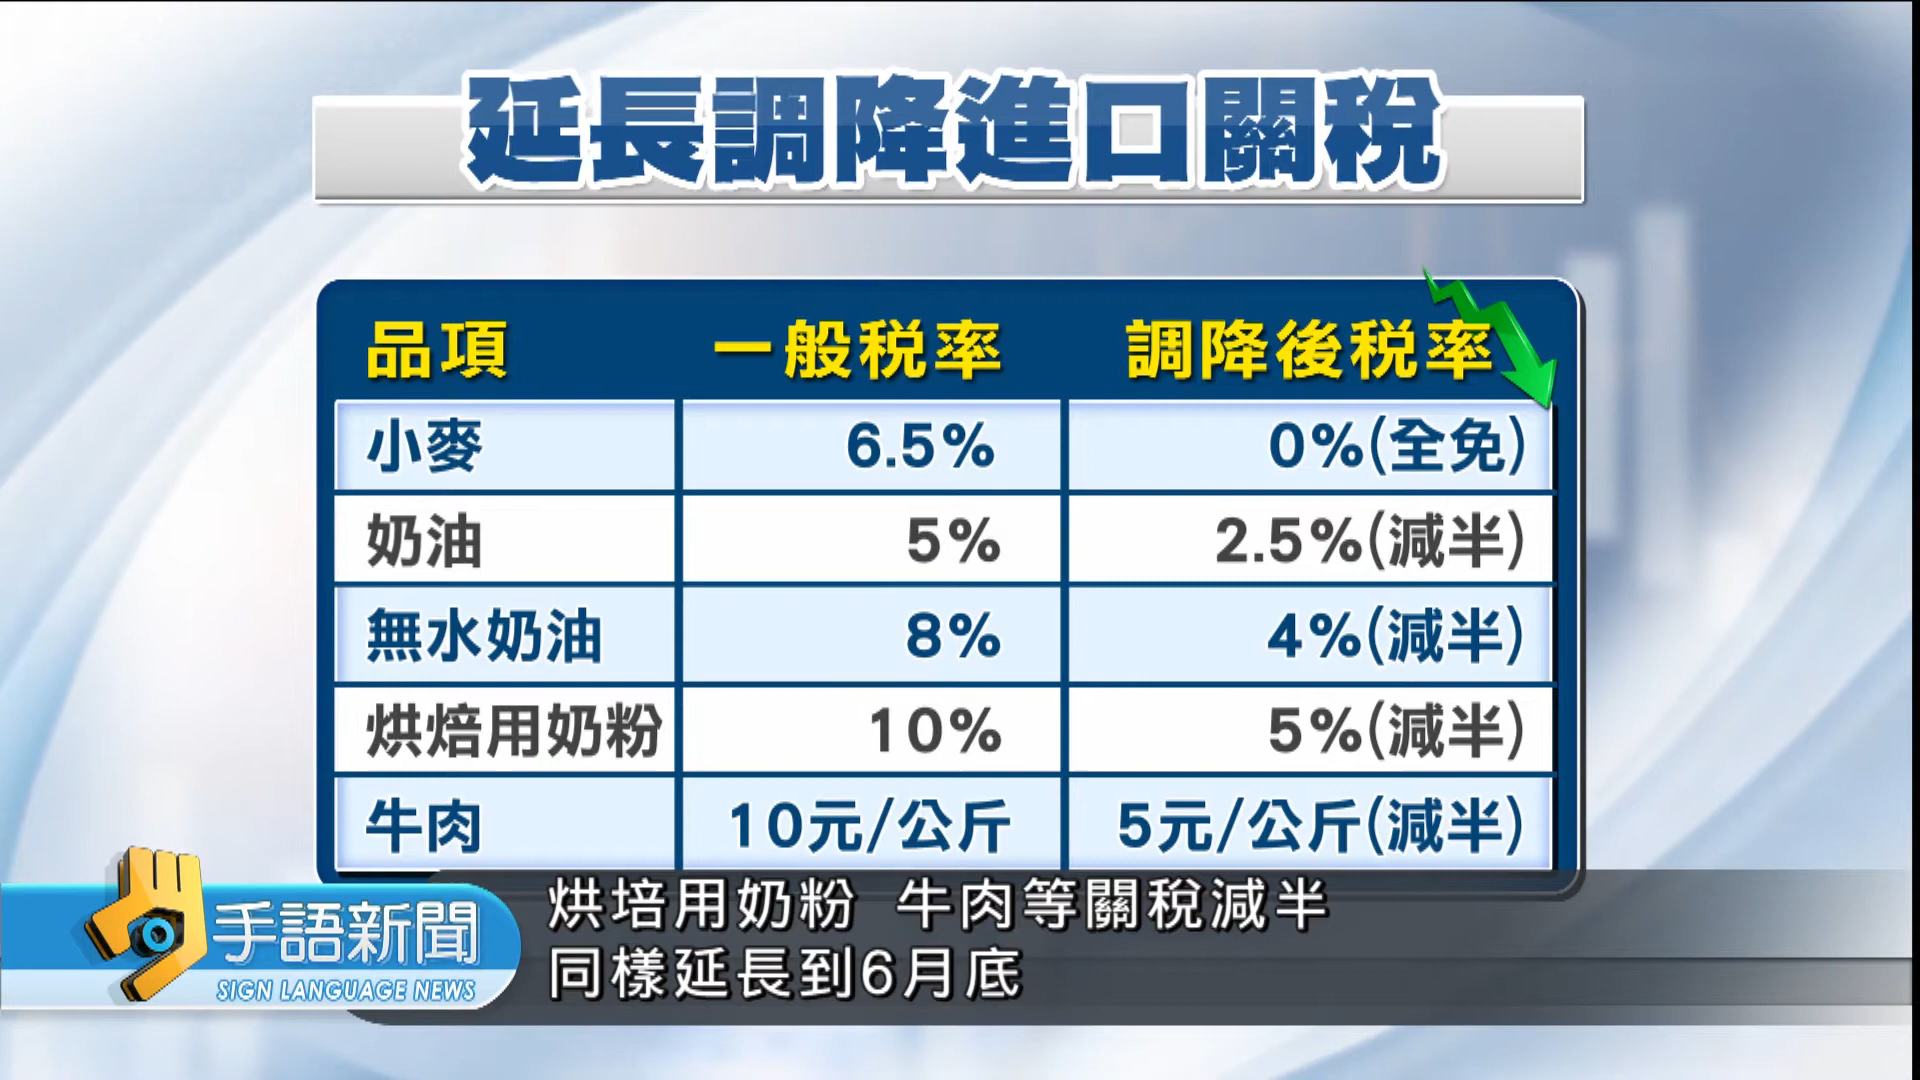 延長調降進口關稅
品項 一般税率 調降後税率
小麥 6.5% 0%(全免)
奶油 5% 2.5%(減半)
無水奶油 8% 4%(減半)
烘焙用奶粉 10% 5%(減半)
牛肉 10元/公斤 5元/公斤(減半)
烘培用奶粉 牛肉等關稅減半
同樣延長到6月底
手語新聞
SIGN LANGUAGE NEWS